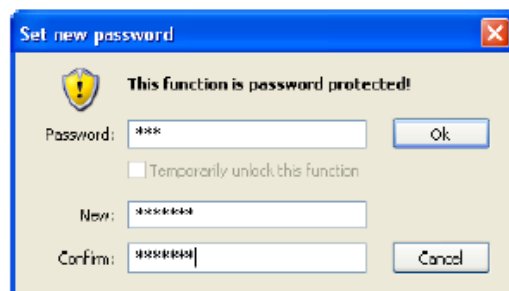 Set new password
This function is password protected!
Password: ***
Ok
Temporarily unlock this function
New: *******
Confirm: *******
Cancel